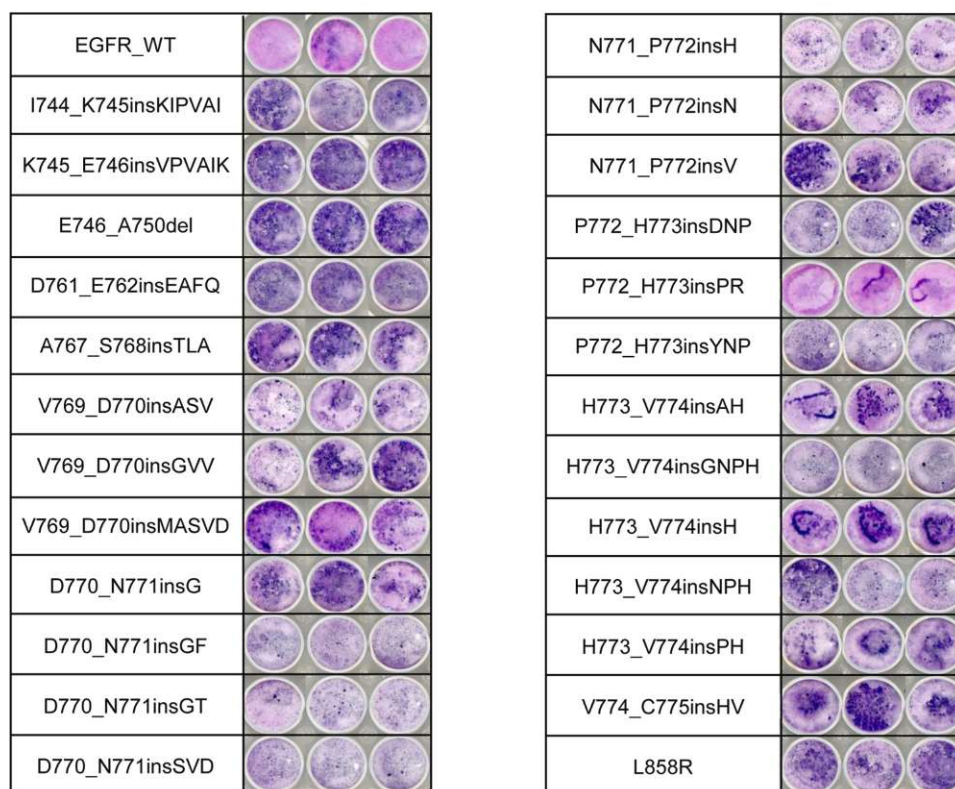 EGFR_WT
I744_K745insKIPVAI
K745_E746insVPVAIK
E746_A750del
D761_E762insEAFQ
A767_S768insTLA
V769_D770insASV
V769_D770insGVV
V769_D770insMASVD
D770_N771insG
D770_N771insGF
D770_N771insGT
D770_N771insSVD
N771_P772insH
N771_P772insN
N771_P772insV
P772_H773insDNP
P772_H773insPR
P772_H773insYNP
H773_V774insAH
H773_V774insGNPH
H773_V774insH
H773_V774insNPH
H773_V774insPH
V774_C775insHV
L858R